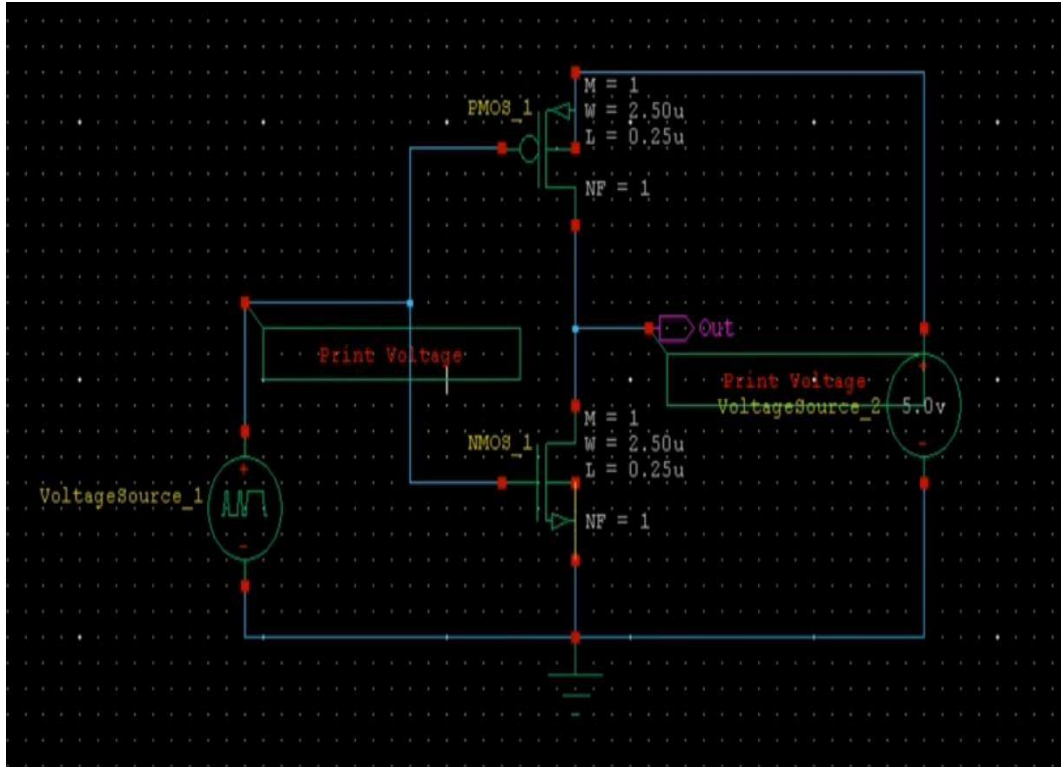 PMOS_1
M = 1
W = 2.50u
L = 0.25u
NF = 1
Print Voltage
Out
Print Voltage
VoltageSource_2
5.0v
+
-
NMOS_1
M = 1
W = 2.50u
L = 0.25u
NF = 1
VoltageSource_1
+
-